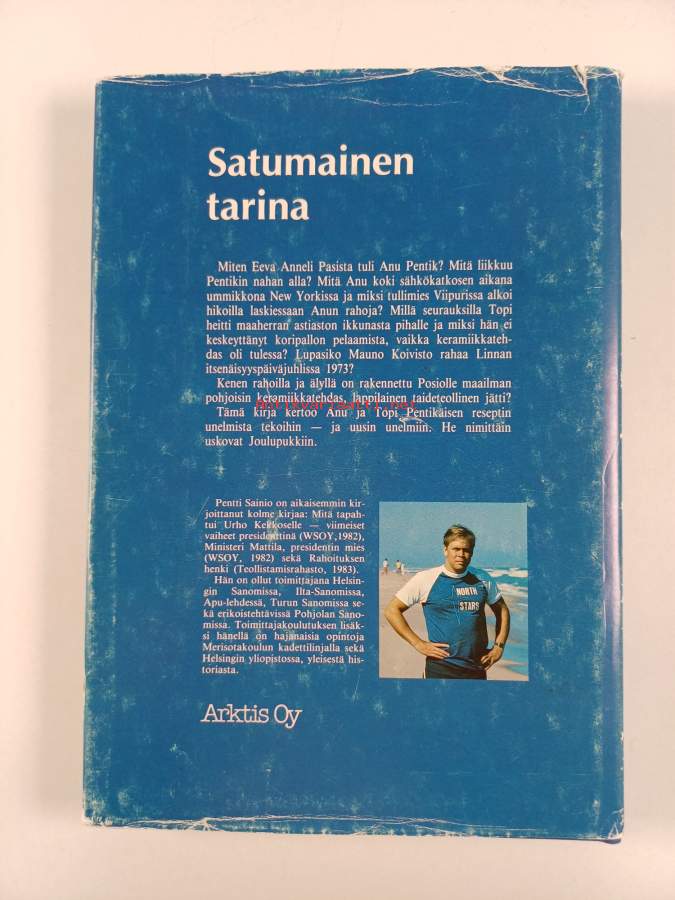 Satumainen
tarina
Miten Eeva Anneli Pasista tuli Anu Pentik? Mitä liikkuu
Pentikin nahan alla? Mitä Anu koki sähkökatkosen aikana
ummikkona New Yorkissa ja miksi tullimies Viipurissa alkoi
hikoilla laskiessaan Anun rahoja? Millä seurauksilla Topi
heitti maaherran astiaston ikkunasta pihalle ja miksi hän ei
keskeyttänyt koripallon pelaamista, vaikka keramiikkateh-
das oli tulessa? Lupasiko Mauno Koivisto rahaa Linnan
itsenäisyyspäiväjuhlissa 1973?
Kenen rahoilla ja älyllä on rakennettu Posiolle maailman
pohjoisin keramiikkatehdas, lappilainen taideteollinen jätti?
antikvariaatti.net
Tämä kirja kertoo Anu ja Topi Pentikäisen reseptin
unelmista tekoihin — ja uusin unelmiin. He nimittäin
uskovat Joulupukkiin.
Pentti Sainio on aikaisemmin kir-
joittanut kolme kirjaa: Mitä tapah-
tui Urho Kekkoselle — viimeiset
vaiheet presidenttinä (WSOY,1982),
Ministeri Mattila, presidentin mies
(WSOY, 1982) sekä Rahoituksen
henki (Teollistamisrahasto, 1983).
Hän on ollut toimittajana Helsin-
gin Sanomissa, Ilta-Sanomissa,
Apu-lehdessä, Turun Sanomissa se-
kä erikoistehtävissä Pohjolan Sano-
missa. Toimittajakoulutuksen lisäk-
si hänellä on hajanaisia opintoja
Merisotakoulun kadettilinjalla sekä
Helsingin yliopistossa, yleisestä his-
toriasta.
NORTH
STARS
Arktis Oy